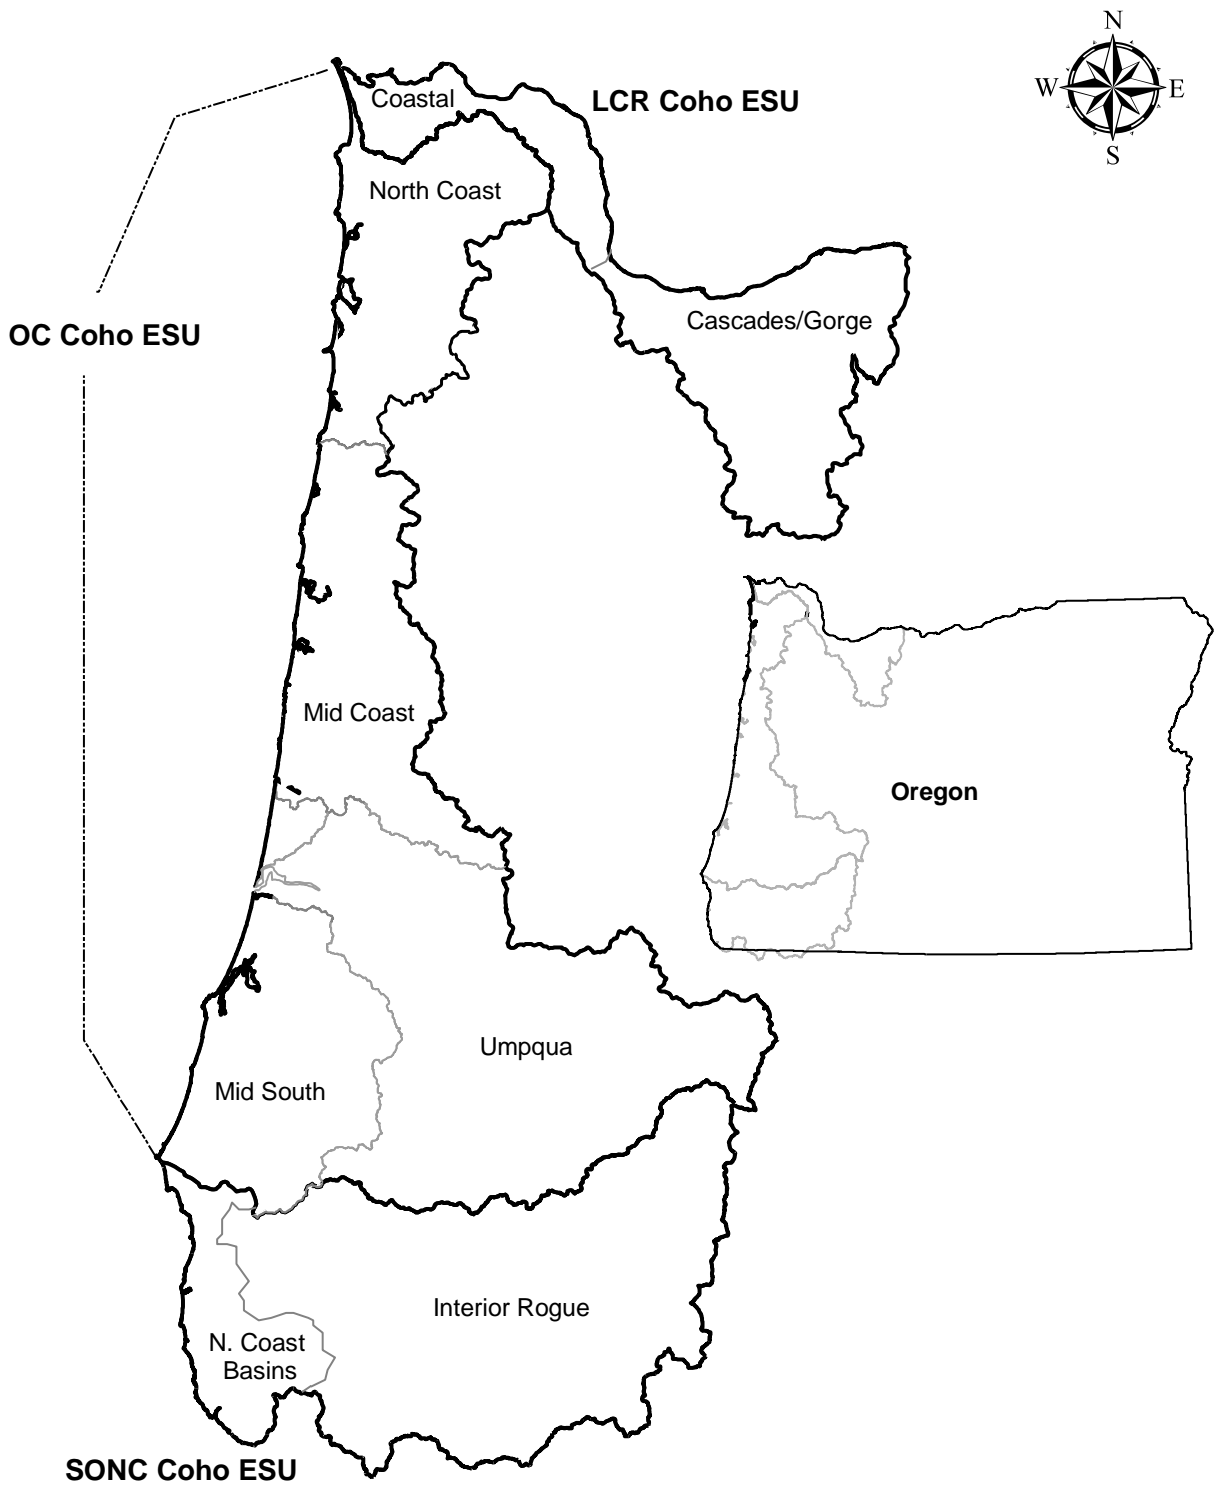 N
W
E
S
Coastal
LCR Coho ESU
North Coast
Cascades/Gorge
OC Coho ESU
Mid Coast
Oregon
Umpqua
Mid South
Interior Rogue
N. Coast
Basins
SONC Coho ESU